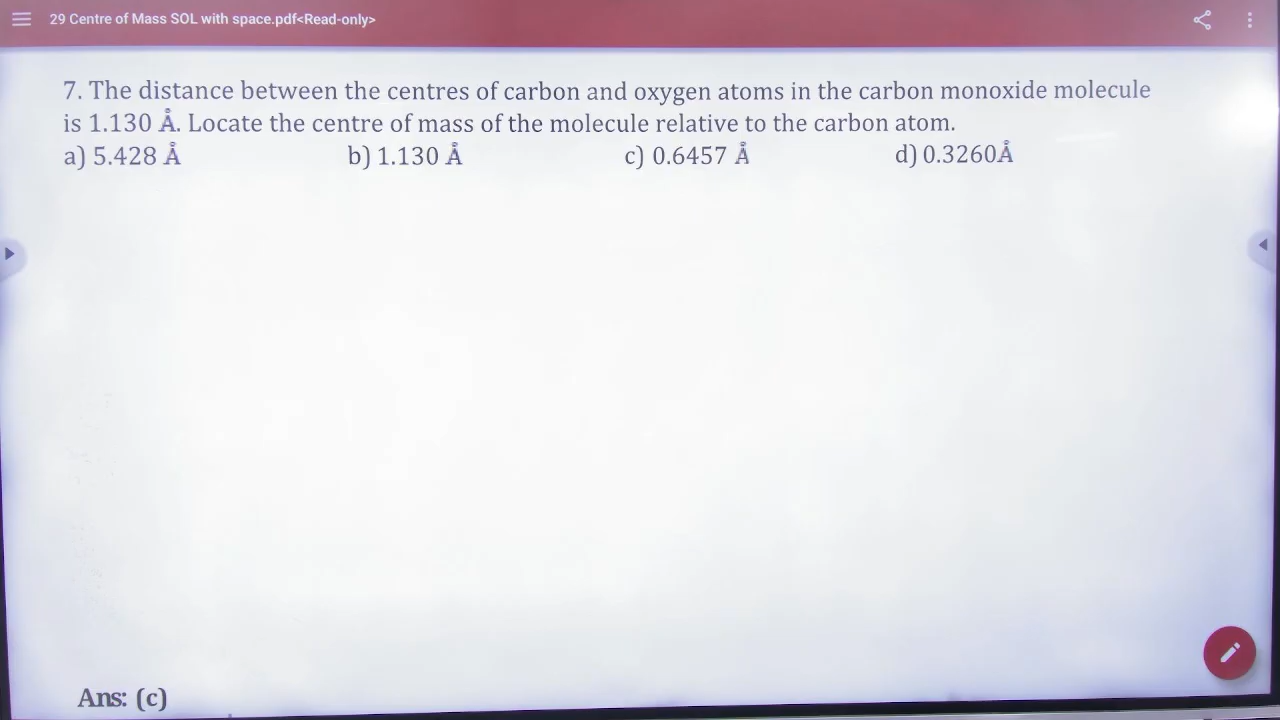 29 Centre of Mass SOL with space.pdf<Read-only>
7. The distance between the centres of carbon and oxygen atoms in the carbon monoxide molecule
is 1.130 Å. Locate the centre of mass of the molecule relative to the carbon atom.
a) 5.428 Å b) 1.130 Å c) 0.6457 Å d) 0.3260Å
Ans: (c)